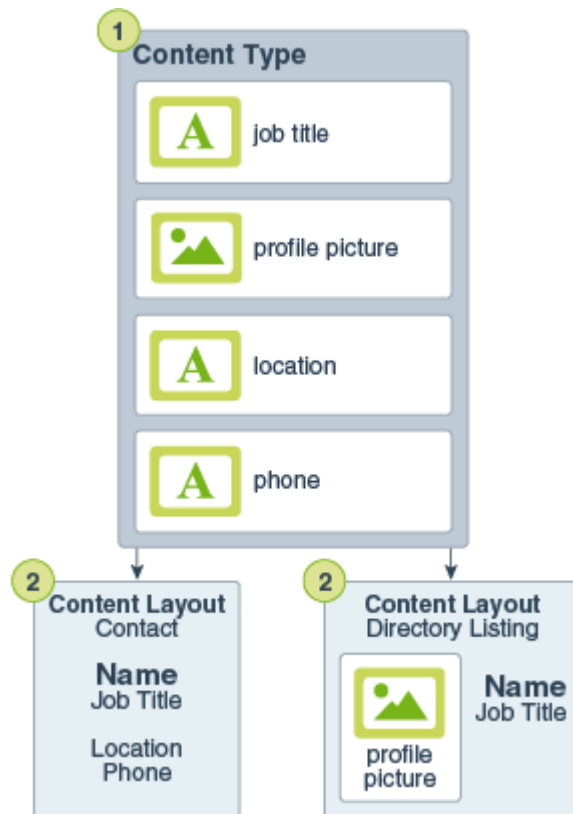 1
Content Type
A
job title
profile picture
A
location
A
phone
2
Content Layout
Contact
Name
Job Title
Location
Phone
2
Content Layout
Directory Listing
profile
picture
Name
Job Title